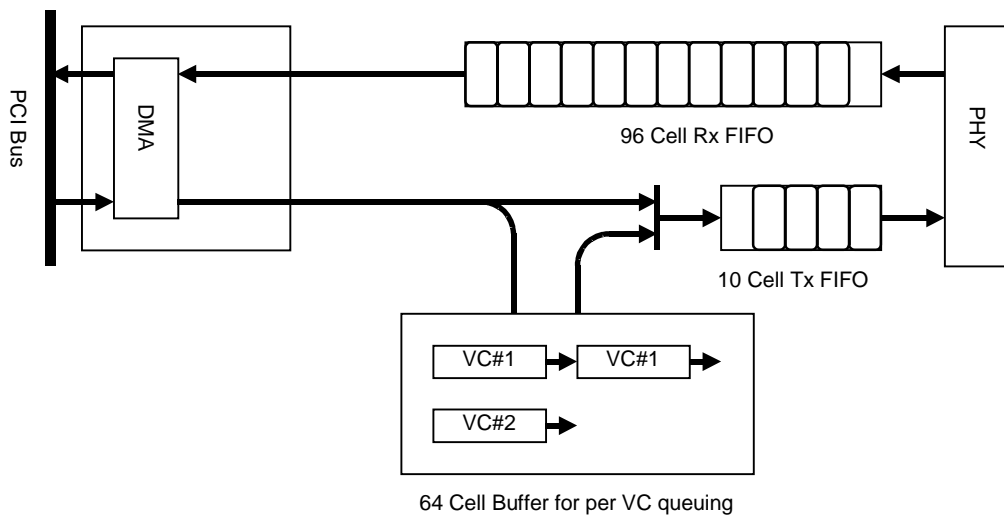 PCI Bus
DMA
96 Cell Rx FIFO
PHY
10 Cell Tx FIFO
VC#1
VC#1
VC#2
64 Cell Buffer for per VC queuing